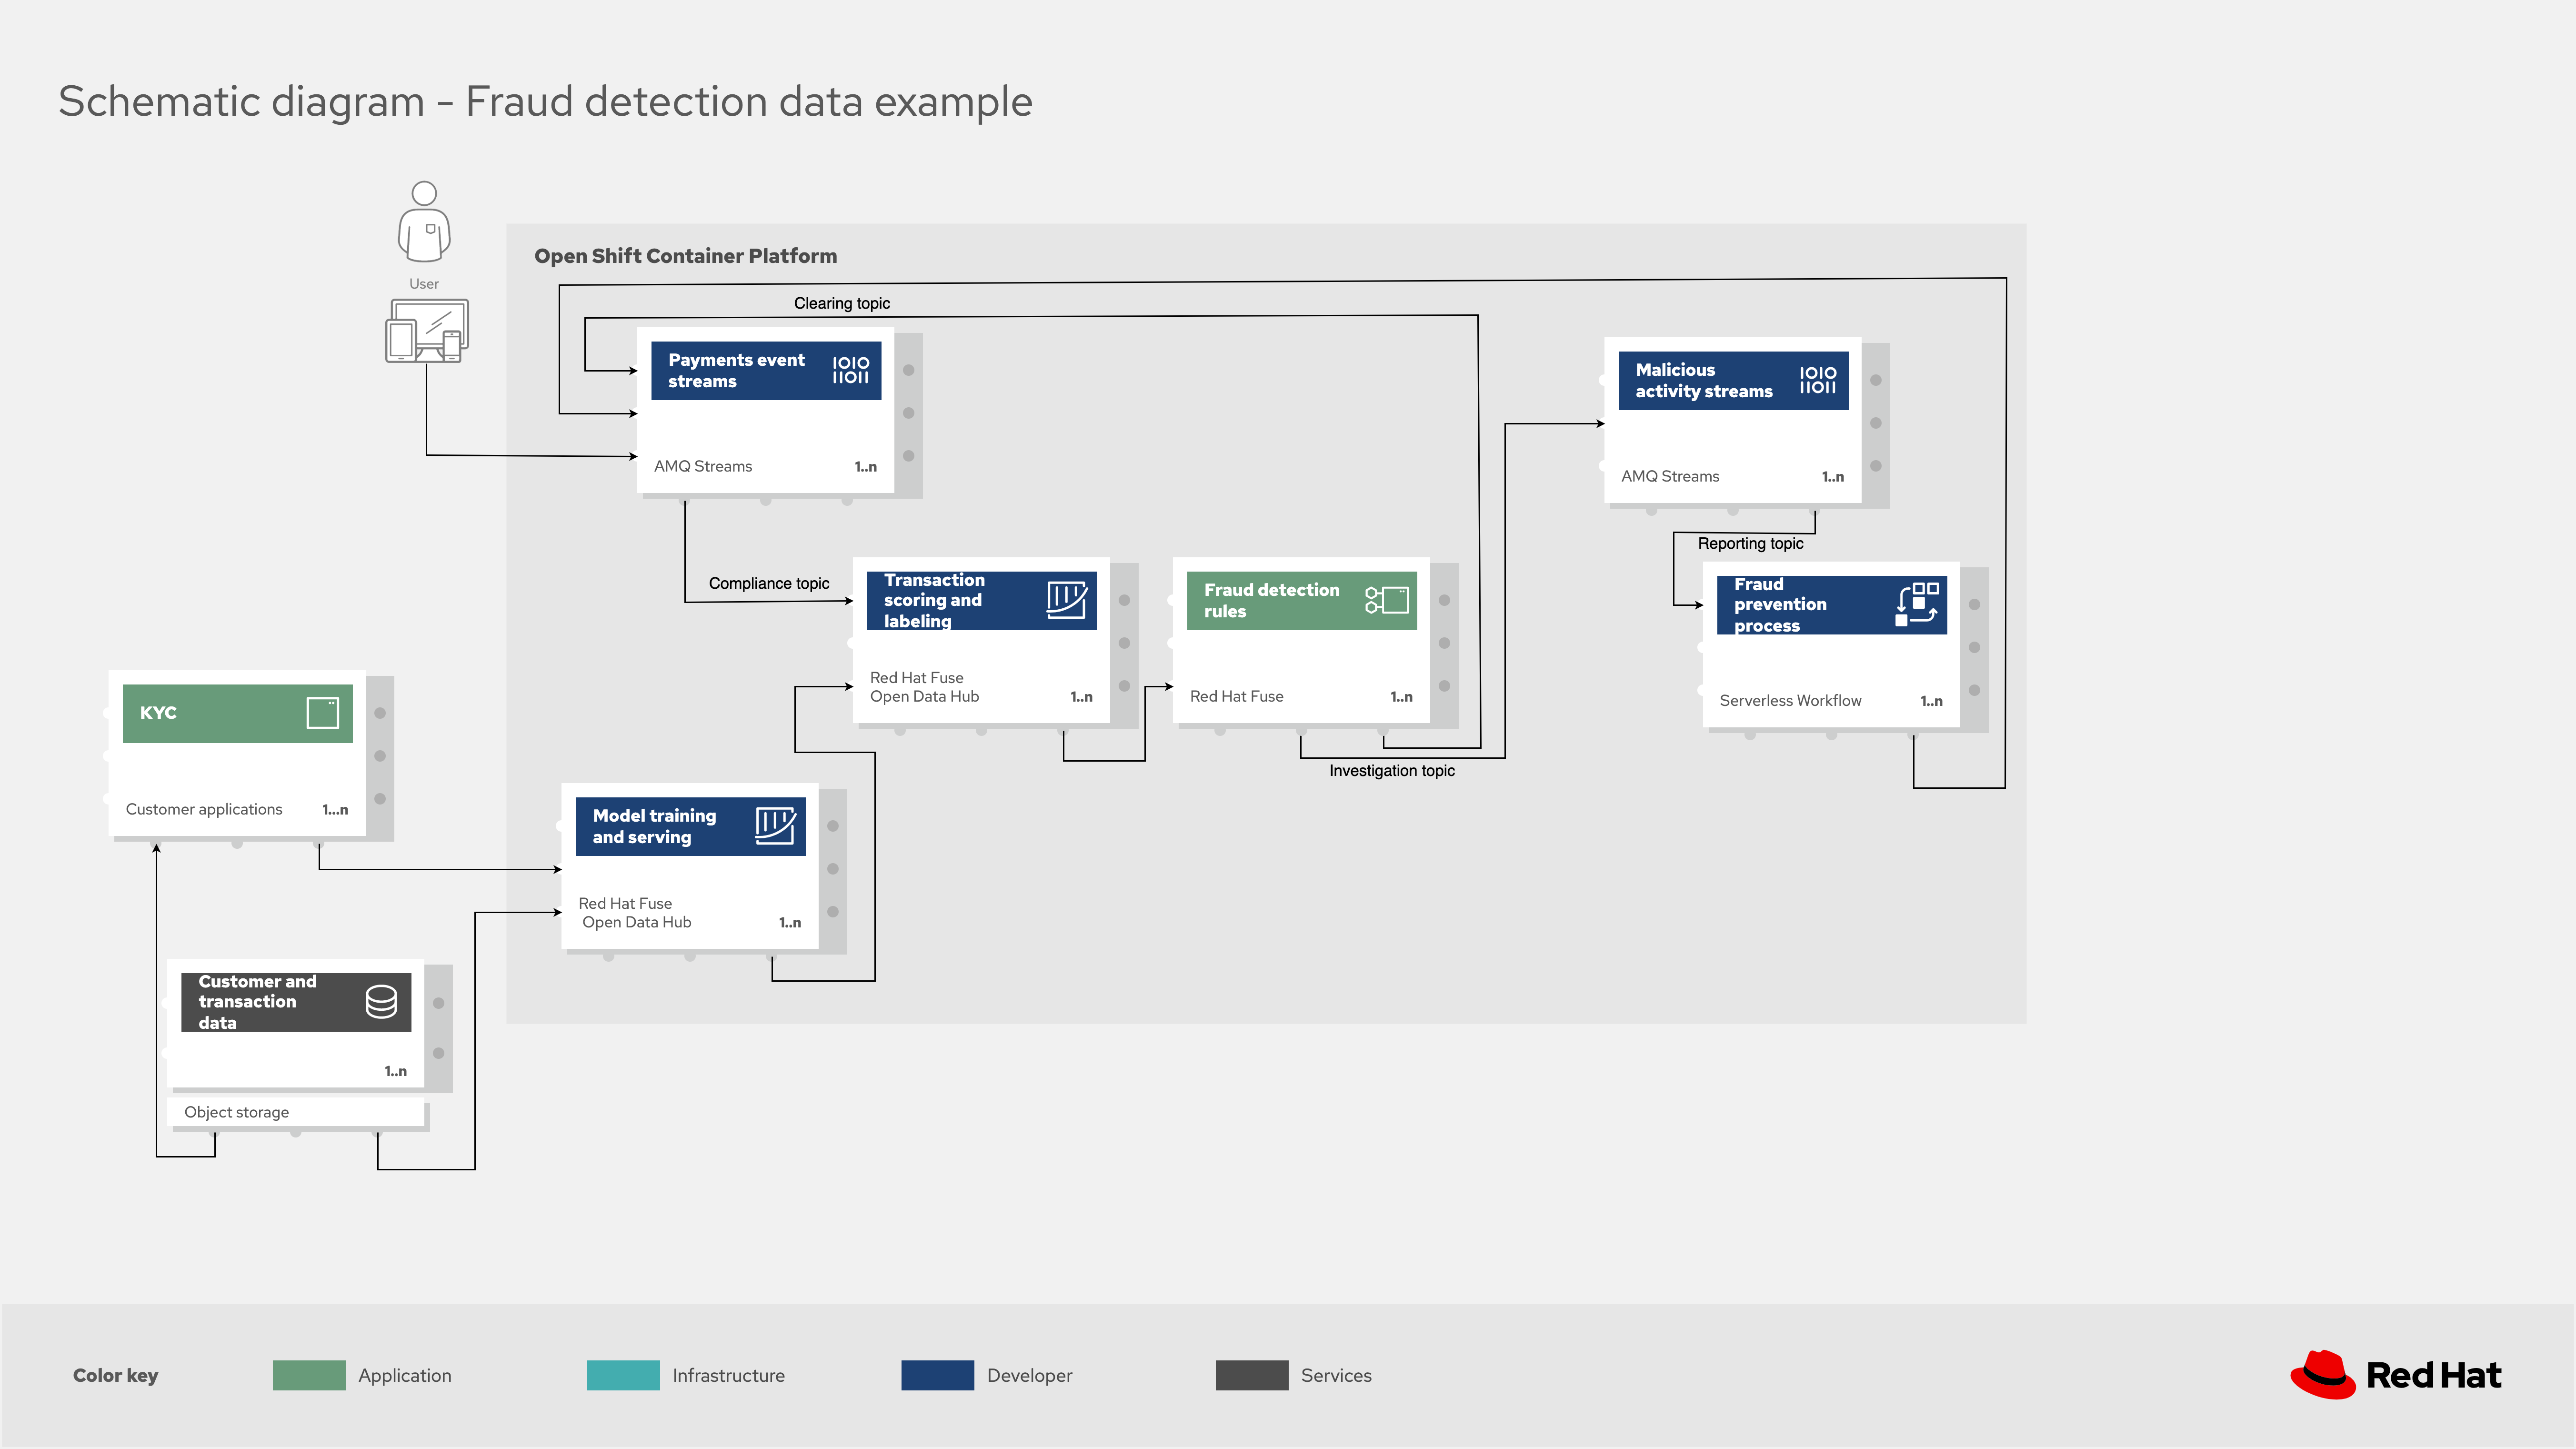 Schematic diagram - Fraud detection data example
User
Open Shift Container Platform
Clearing topic
Payments event
streams
1010
11011
AMQ Streams
1..n
Malicious
activity streams
1010
11011
AMQ Streams
1..n
Reporting topic
Compliance topic
Transaction
scoring and
labeling
Red Hat Fuse
Open Data Hub
1..n
Fraud detection
rules
Red Hat Fuse
1..n
Fraud
prevention
process
Serverless Workflow
1..n
Investigation topic
KYC
Customer applications
1...n
Model training
and serving
Red Hat Fuse
Open Data Hub
1..n
Customer and
transaction
data
1..n
Object storage
Color key
Application
Infrastructure
Developer
Services
Red Hat